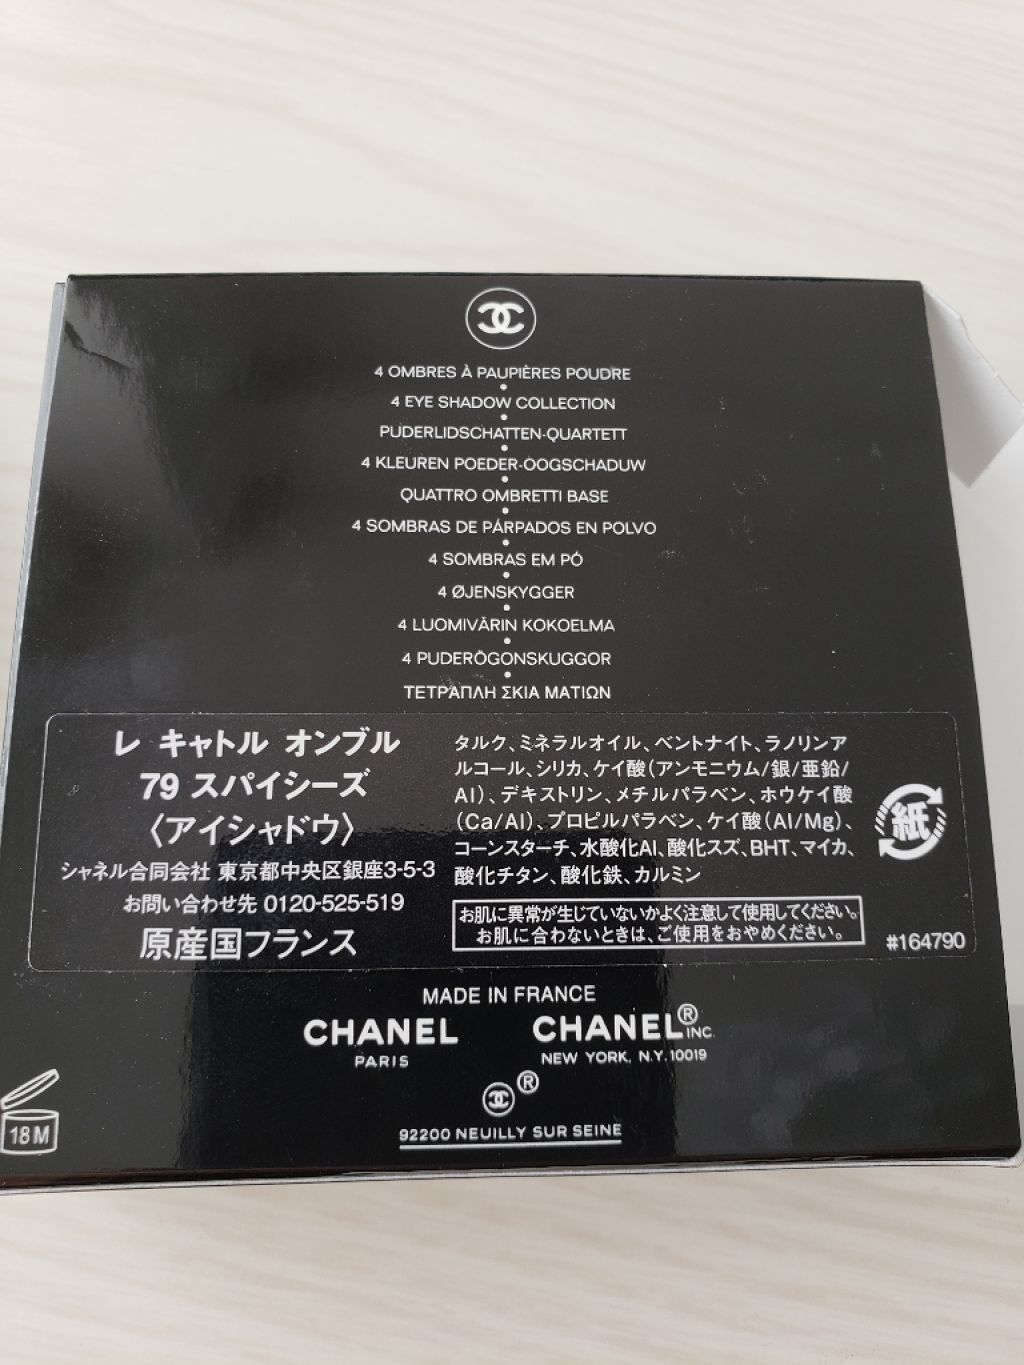 4 OMBRES À PAUPIÈRES POUDRE
4 EYE SHADOW COLLECTION
PUDERLIDSCHATTEN-QUARTETT
4 KLEUREN POEDER-OOGSCHADUW
QUATTRO OMBRETTI BASE
4 SOMBRAS DE PÁRPADOS EN POLVO
4 SOMBRAS EM PÓ
4 ØJENSKYGGER
4 LUOMIVÄRIN KOKOELMA
4 PUDERÖGONSKUGGOR
ΤΕΤΡΑΠΛΗ ΣΚΙΑ ΜΑΤΙΩΝ
レ キャトル オンブル
79 スパイシーズ
〈アイシャドウ〉
シャネル合同会社 東京都中央区銀座3-5-3
お問い合わせ先 0120-525-519
原産国フランス
タルク、ミネラルオイル、ベントナイト、ラノリンア
ルコール、シリカ、ケイ酸(アンモニウム/銀/亜鉛/
Al)、デキストリン、メチルパラベン、ホウケイ酸
(Ca/Al)、プロピルパラベン、ケイ酸(Al/Mg)、
コーンスターチ、水酸化Al、酸化スズ、BHT、マイカ、
酸化チタン、酸化鉄、カルミン
お肌に異常が生じていないかよく注意して使用してください。
お肌に合わないときは、ご使用をおやめください。
紙
#164790
MADE IN FRANCE
CHANEL
PARIS
CHANEL® INC.
NEW YORK, N.Y. 10019
®
92200 NEUILLY SUR SEINE
18 M